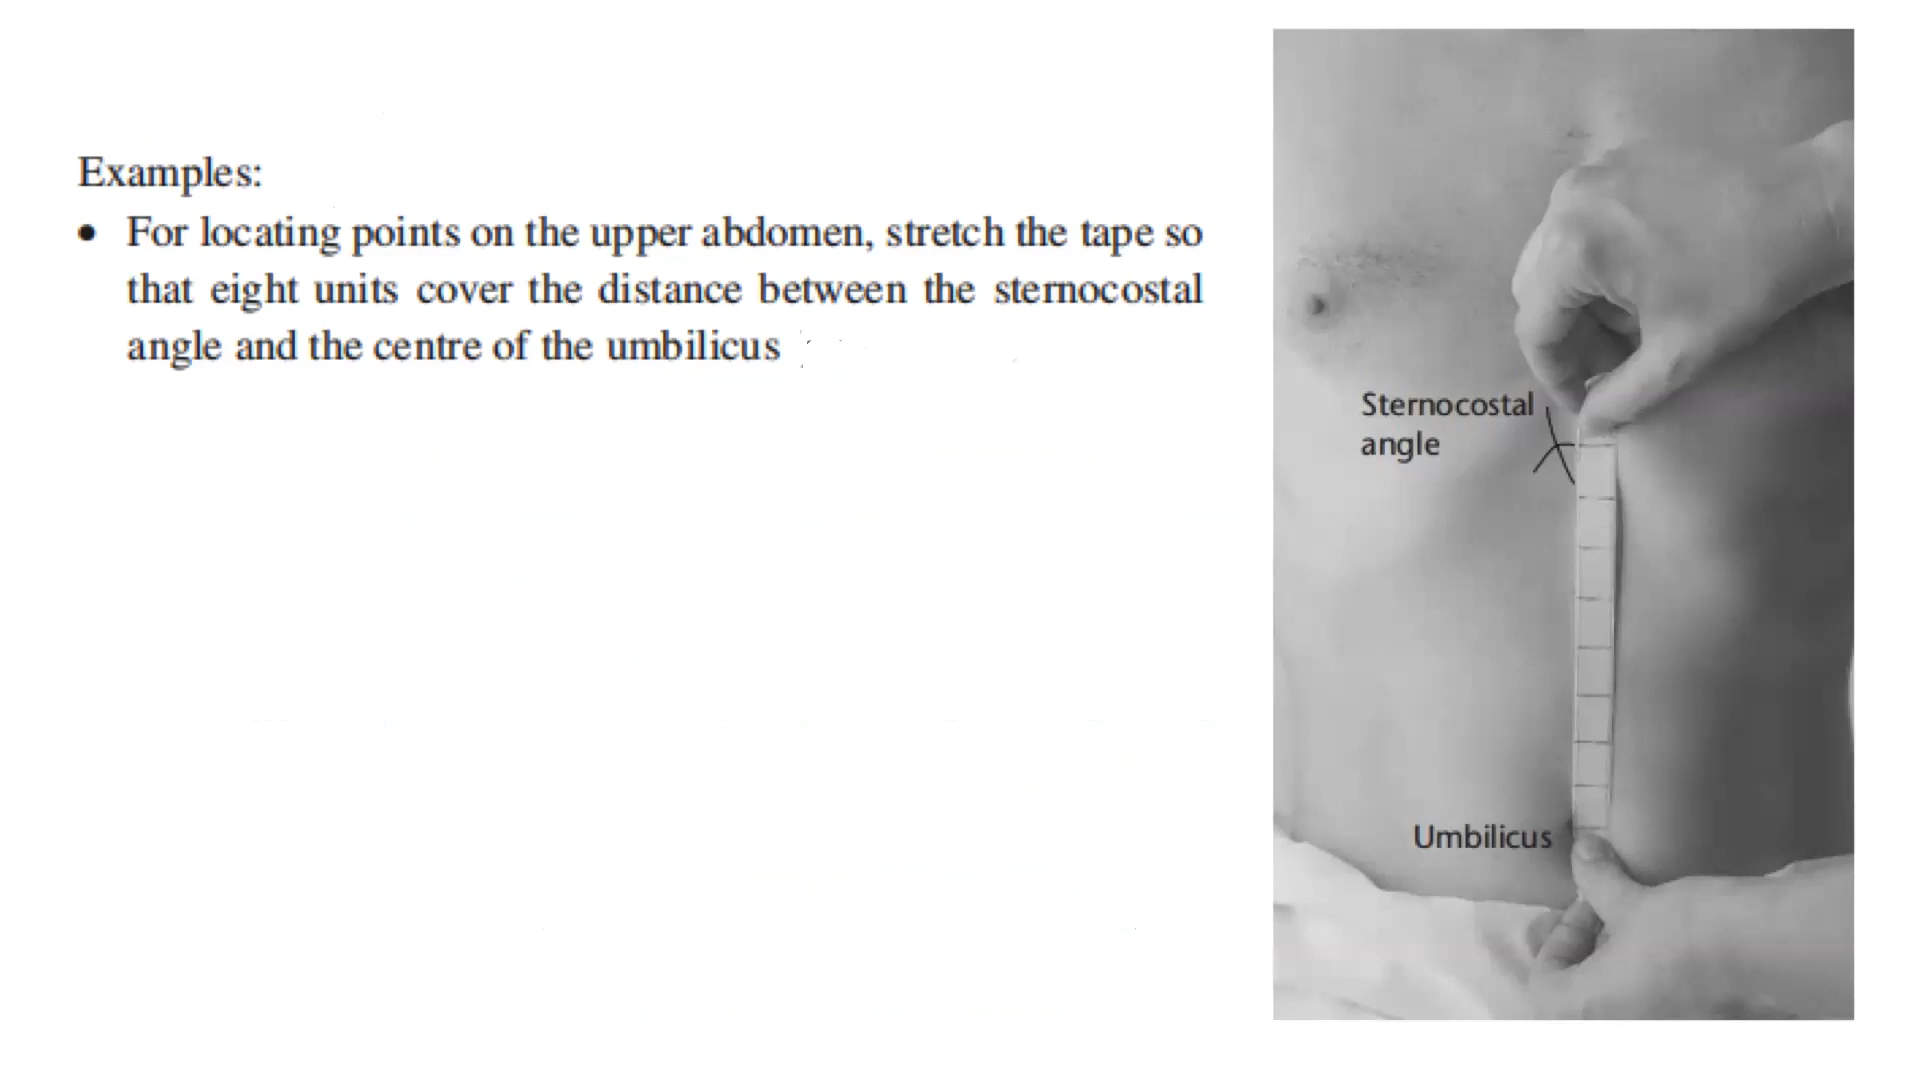 Examples:
• For locating points on the upper abdomen, stretch the tape so
that eight units cover the distance between the sternocostal
angle and the centre of the umbilicus
Sternocostal
angle
Umbilicus